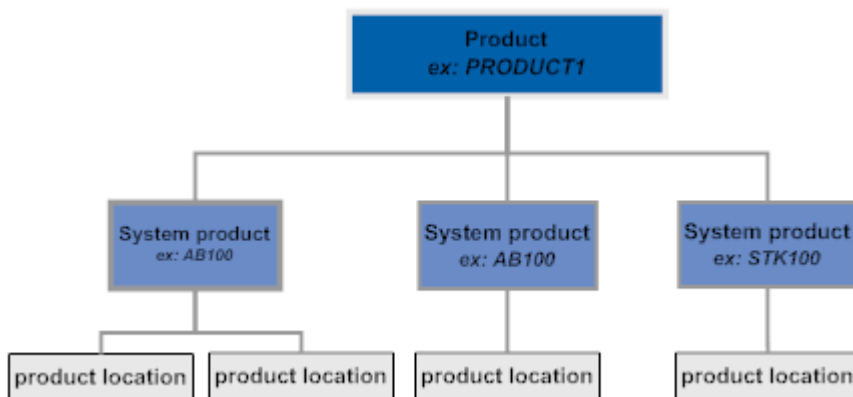 Product
ex: PRODUCT1
System product
ex: AB100
System product
ex: AB100
System product
ex: STK100
product location
product location
product location
product location